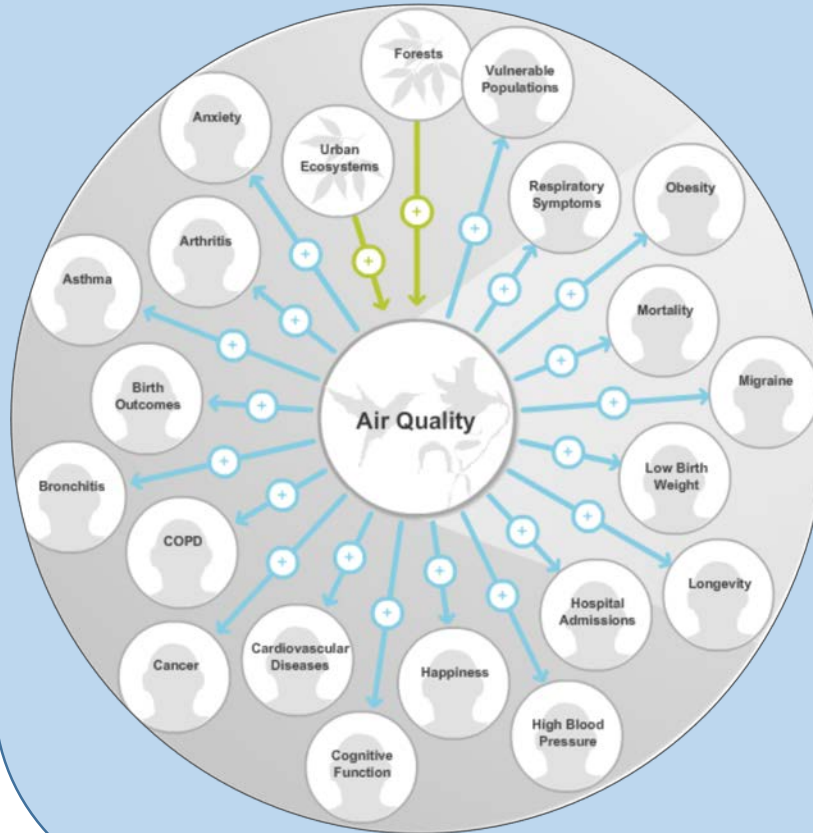 Forests
Vulnerable
Populations
Anxiety
Urban
Ecosystems
Respiratory
Symptoms
Obesity
Arthritis
Asthma
Mortality
Birth
Outcomes
Air Quality
Migraine
Bronchitis
Low Birth
Weight
COPD
Longevity
Hospital
Admissions
Cancer
Cardiovascular
Diseases
Happiness
High Blood
Pressure
Cognitive
Function